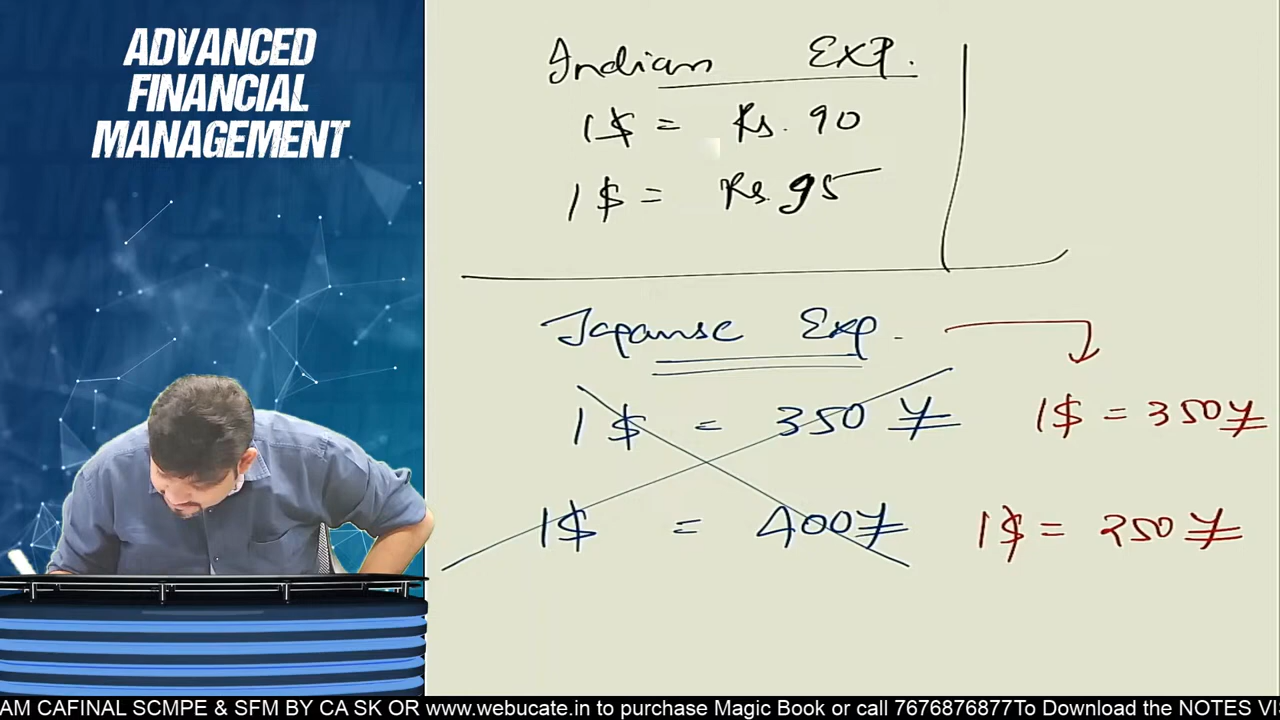 ADVANCED
FINANCIAL
MANAGEMENT
Indian Exp.
1$ = Rs. 90
1$ = Rs. 95
Japansc Exp.
1$ = 350 ¥
1$ = 400 ¥
1$ = 350 ¥
1$ = 250 ¥
AM CAFINAL SCMPE & SFM BY CA SK OR www.webucate.in to purchase Magic Book or call 7676876877To Download the NOTES VI